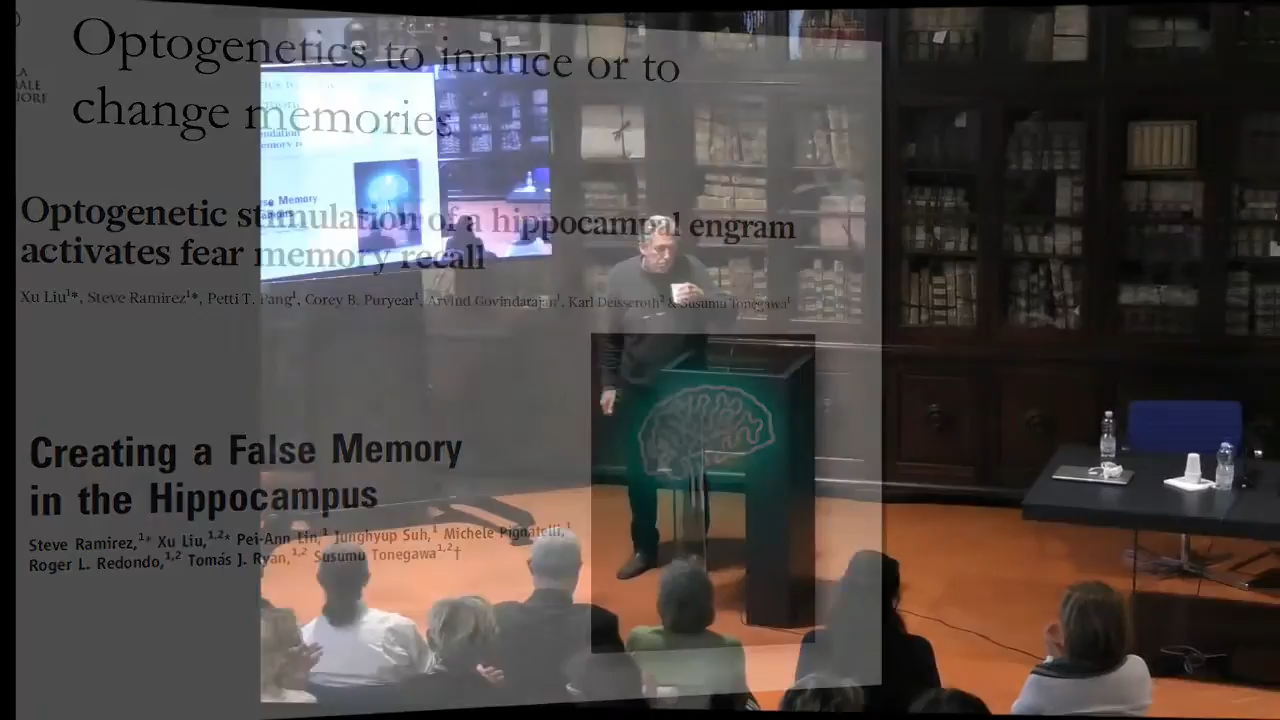 Optogenetics to induce or to
change memories
Optogenetic stimulation of a hippocampal engram
activates fear memory recall
Xu Liu¹*, Steve Ramirez¹*, Petti T. Pang¹, Corey B. Puryear¹, Arvind Govindarajan¹, Karl Deisseroth² & Susumu Tonegawa¹
Creating a False Memory
in the Hippocampus
Steve Ramirez,¹* Xu Liu,¹,²* Pei-Ann Lin,¹ Junghyup Suh,¹ Michele Pignatelli,¹
Roger L. Redondo,¹,² Tomás J. Ryan,¹,² Susumu Tonegawa¹,²†